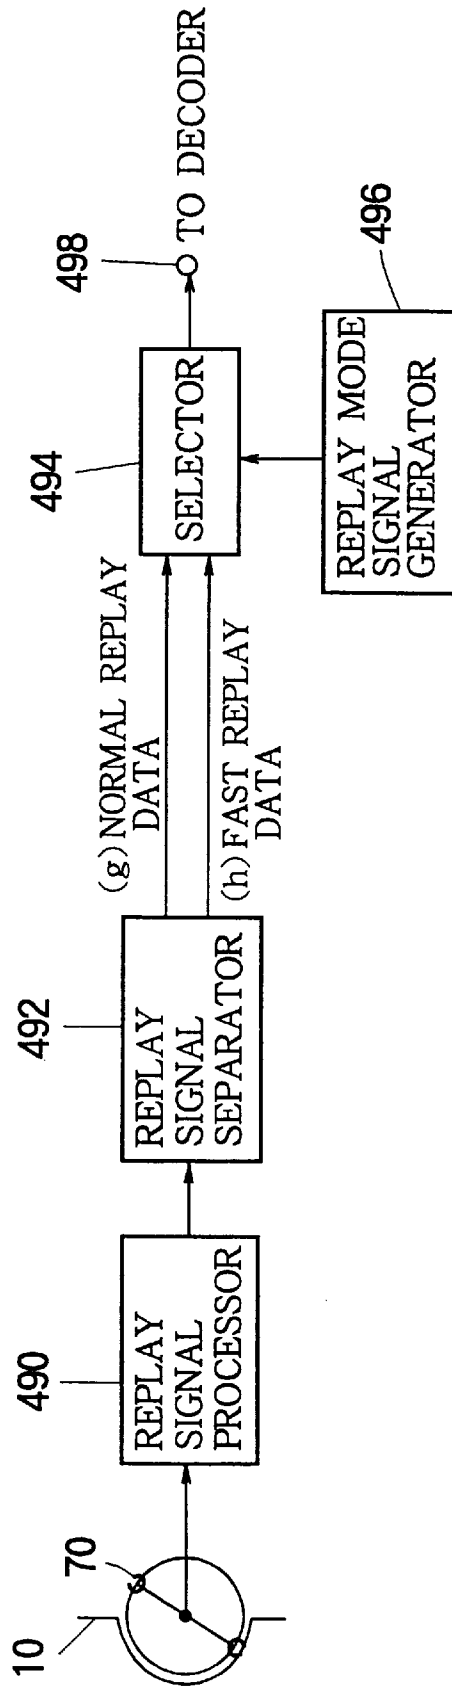 10
70
490
REPLAY
SIGNAL
PROCESSOR
492
REPLAY
SIGNAL
SEPARATOR
(g) NORMAL REPLAY
DATA
(h) FAST REPLAY
DATA
494
SELECTOR
498
TO DECODER
REPLAY MODE
SIGNAL
GENERATOR
496